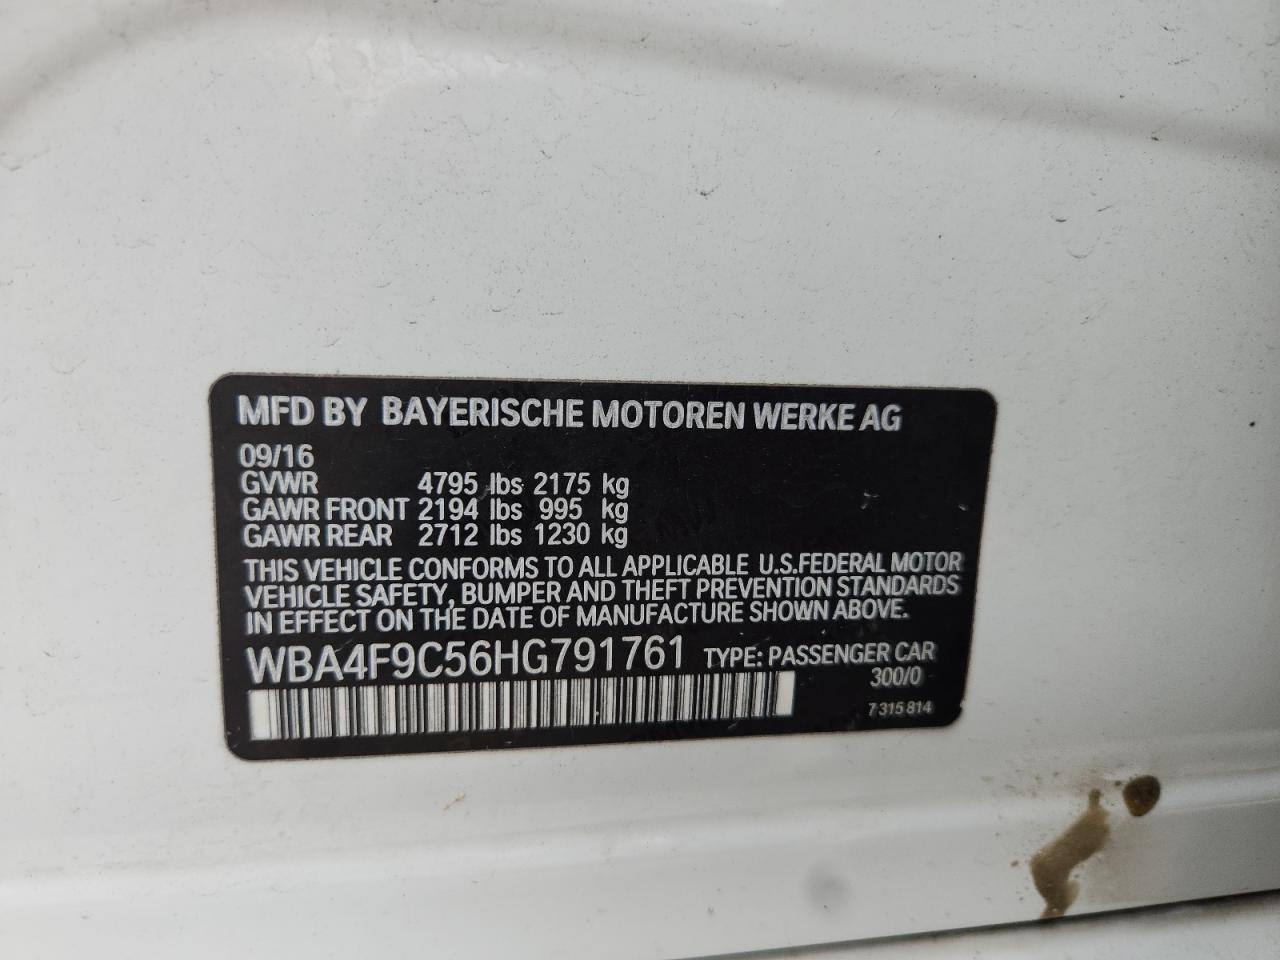 MFD BY BAYERISCHE MOTOREN WERKE AG
09/16
GVWR 4795 lbs 2175 kg
GAWR FRONT 2194 lbs 995 kg
GAWR REAR 2712 lbs 1230 kg
THIS VEHICLE CONFORMS TO ALL APPLICABLE U.S.FEDERAL MOTOR
VEHICLE SAFETY, BUMPER AND THEFT PREVENTION STANDARDS
IN EFFECT ON THE DATE OF MANUFACTURE SHOWN ABOVE.
WBA4F9C56HG791761 TYPE: PASSENGER CAR
300/0
7 315 814